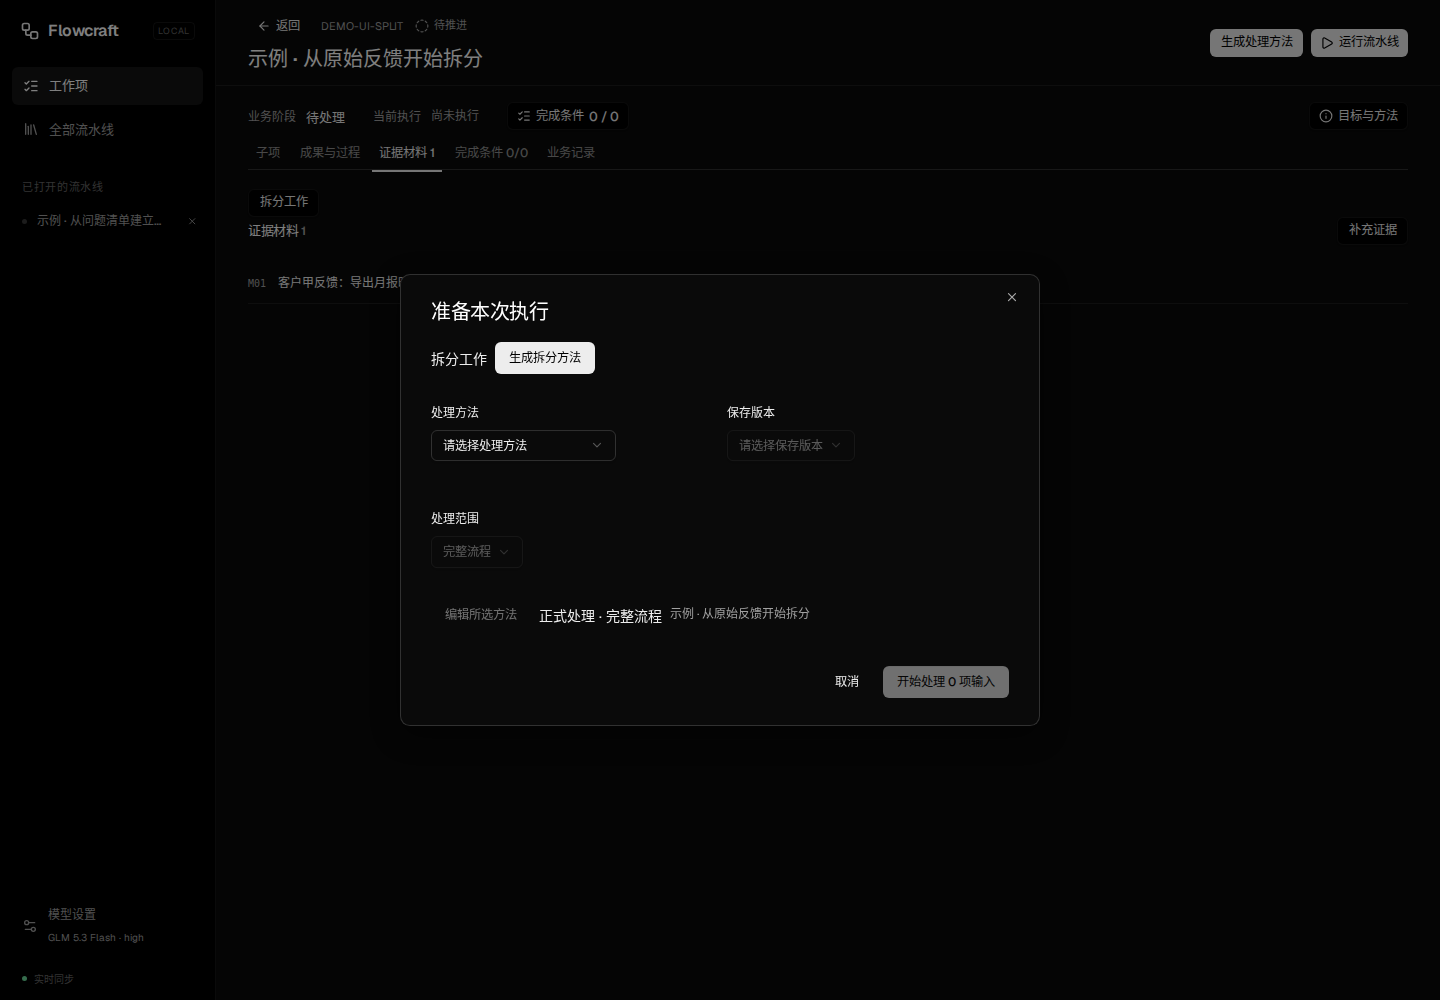 Flowcraft LOCAL
工作项
全部流水线
已打开的流水线
示例 · 从问题清单建立...
模型设置
GLM 5.3 Flash · high
实时同步
返回 DEMO-UI-SPLIT 待推进
示例 · 从原始反馈开始拆分
生成处理方法 运行流水线
业务阶段 待处理 当前执行 尚未执行 完成条件 0 / 0 目标与方法
子项 成果与过程 证据材料 1 完成条件 0/0 业务记录
拆分工作
证据材料 1 补充证据
M01 客户甲反馈：导出月报
准备本次执行
拆分工作 生成拆分方法
处理方法 保存版本
请选择处理方法 请选择保存版本
处理范围
完整流程
编辑所选方法 正式处理 · 完整流程 示例 · 从原始反馈开始拆分
取消 开始处理 0 项输入